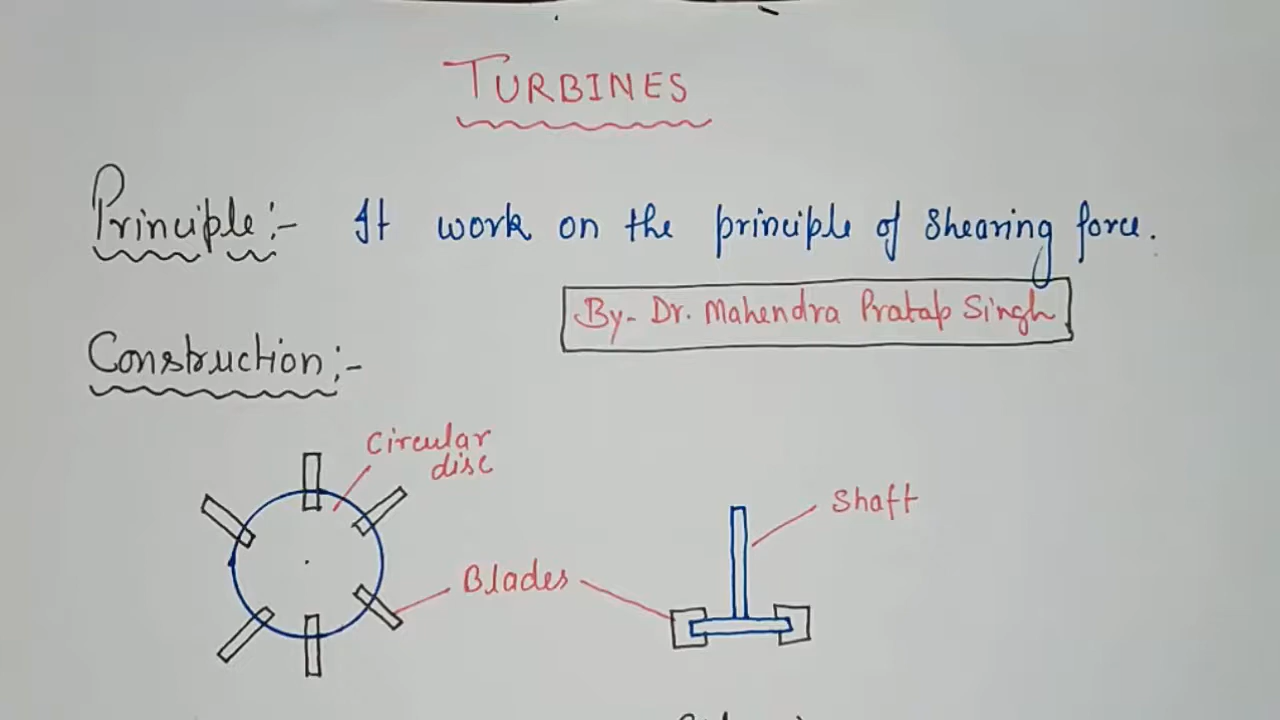 TURBINES
Principle:- It work on the principle of Shearing force.
By- Dr. Mahendra Pratap Singh
Construction:-
Circular
disc
Shaft
Blades